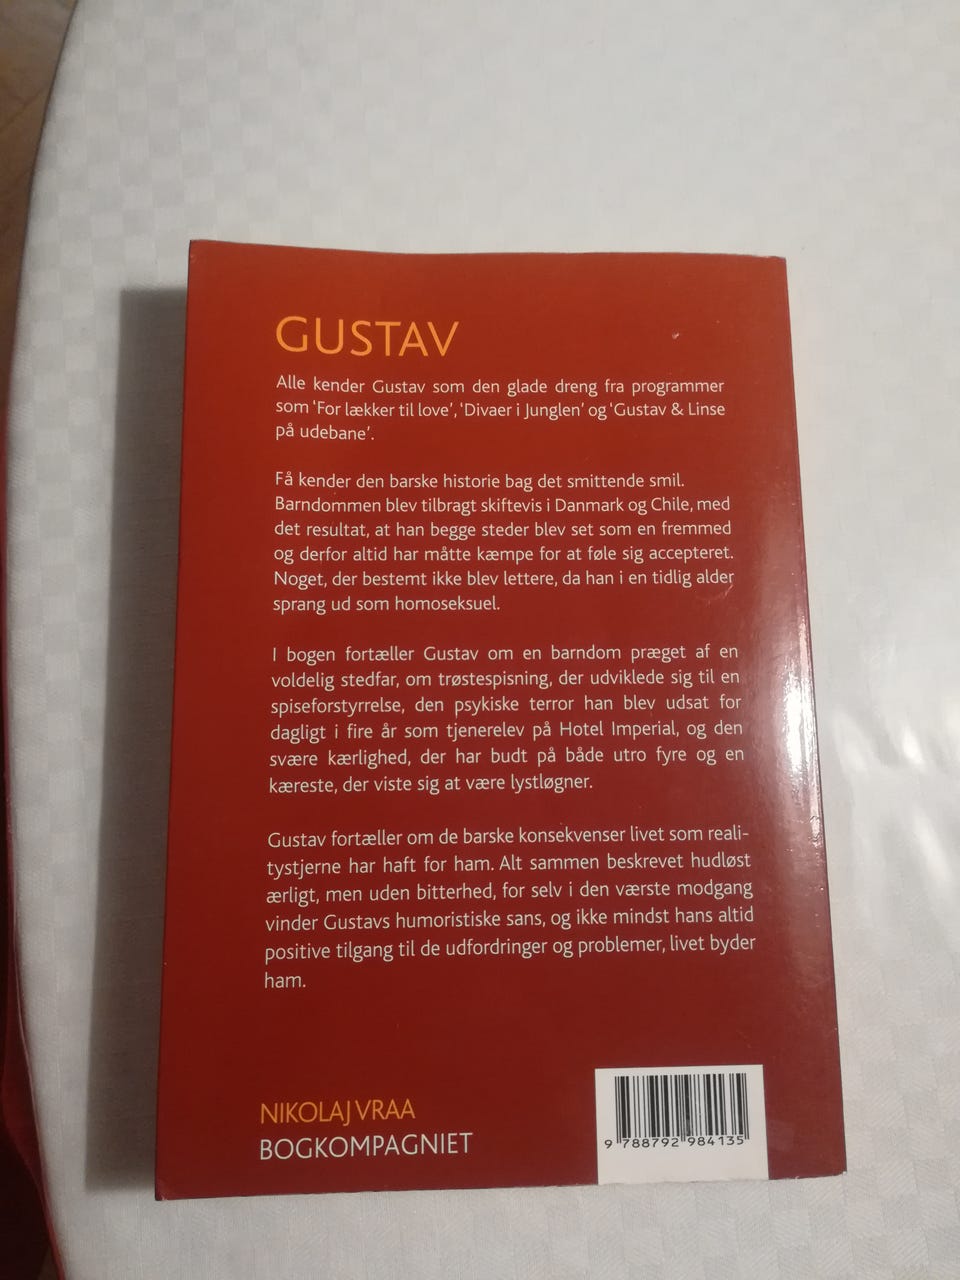 GUSTAV
Alle kender Gustav som den glade dreng fra programmer
som 'For lækker til love', 'Divaer i Junglen' og 'Gustav & Linse
på udebane'.
Få kender den barske historie bag det smittende smil.
Barndommen blev tilbragt skiftevis i Danmark og Chile, med
det resultat, at han begge steder blev set som en fremmed
og derfor altid har måtte kæmpe for at føle sig accepteret.
Noget, der bestemt ikke blev lettere, da han i en tidlig alder
sprang ud som homoseksuel.
I bogen fortæller Gustav om en barndom præget af en
voldelig stedfar, om trøstespisning, der udviklede sig til en
spiseforstyrrelse, den psykiske terror han blev udsat for
dagligt i fire år som tjenerelev på Hotel Imperial, og den
svære kærlighed, der har budt på både utro fyre og en
kæreste, der viste sig at være lystløgner.
Gustav fortæller om de barske konsekvenser livet som reali-
tystjerne har haft for ham. Alt sammen beskrevet hudløst
ærligt, men uden bitterhed, for selv i den værste modgang
vinder Gustavs humoristiske sans, og ikke mindst hans altid
positive tilgang til de udfordringer og problemer, livet byder
ham.
NIKOLAJ VRAA
BOGKOMPAGNIET
9 788792 984135